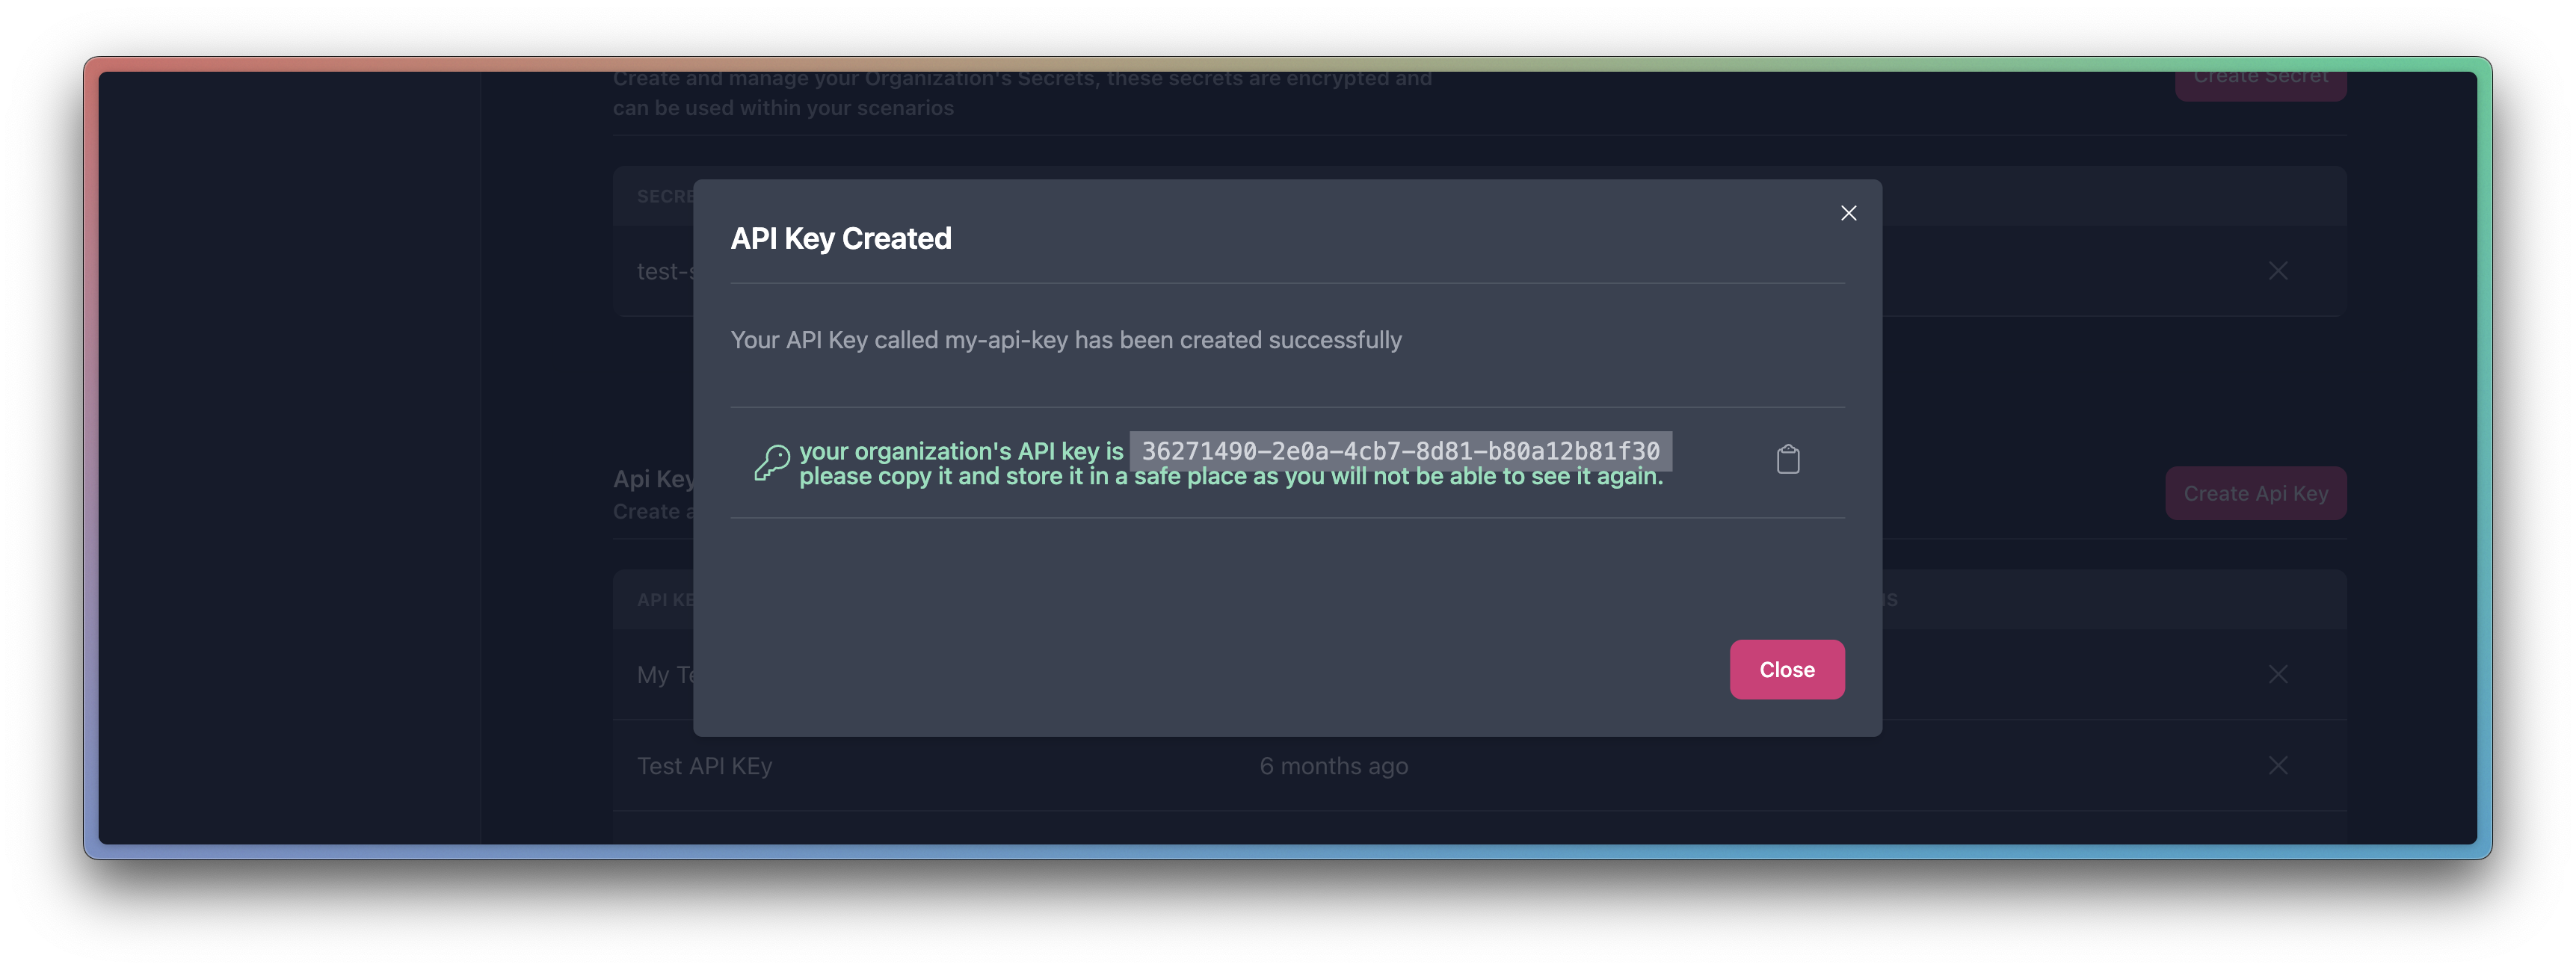 Create and manage your Organization's Secrets, these secrets are encrypted and
can be used within your scenarios
Create Secret
SECRE
test-s
API Key Created
Your API Key called my-api-key has been created successfully
your organization's API key is 36271490-2e0a-4cb7-8d81-b80a12b81f30
please copy it and store it in a safe place as you will not be able to see it again.
Close
Api Key
Create a
Create Api Key
API KE
NS
My Te
Test API KEy
6 months ago